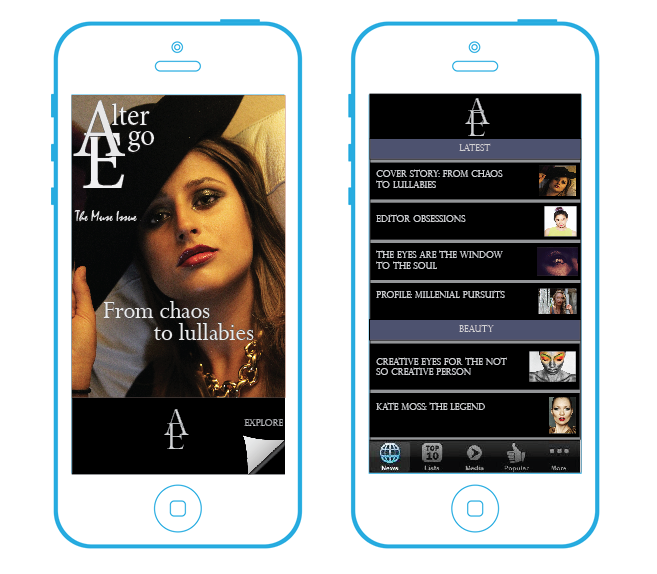 Alter
Ego
The Muse Issue
From chaos
to lullabies
AE
EXPLORE
AE
LATEST
COVER STORY: FROM CHAOS
TO LULLABIES
EDITOR OBSESSIONS
THE EYES ARE THE WINDOW
TO THE SOUL
PROFILE: MILLENIAL PURSUITS
BEAUTY
CREATIVE EYES FOR THE NOT
SO CREATIVE PERSON
KATE MOSS: THE LEGEND
TOP
10
News Lists Media Popular More